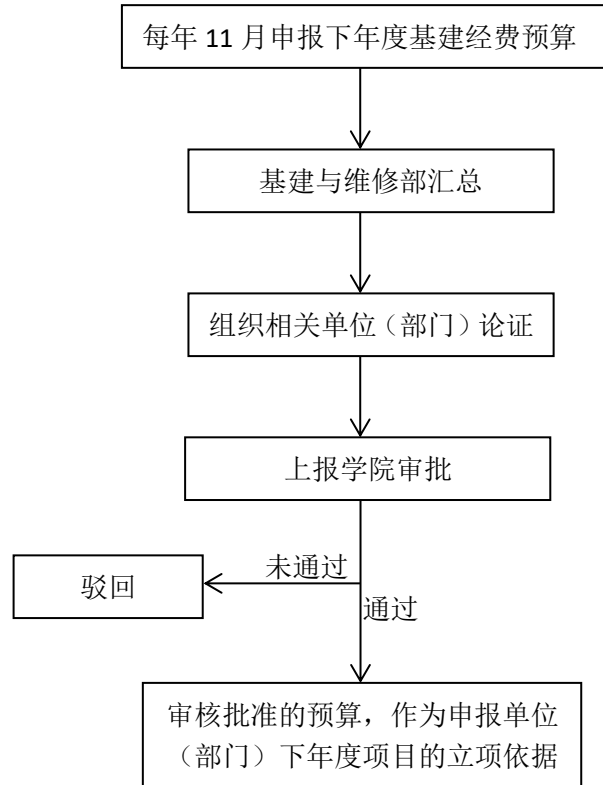 每年 11 月申报下年度基建经费预算
基建与维修部汇总
组织相关单位（部门）论证
上报学院审批
未通过
驳回
通过
审核批准的预算，作为申报单位
（部门）下年度项目的立项依据